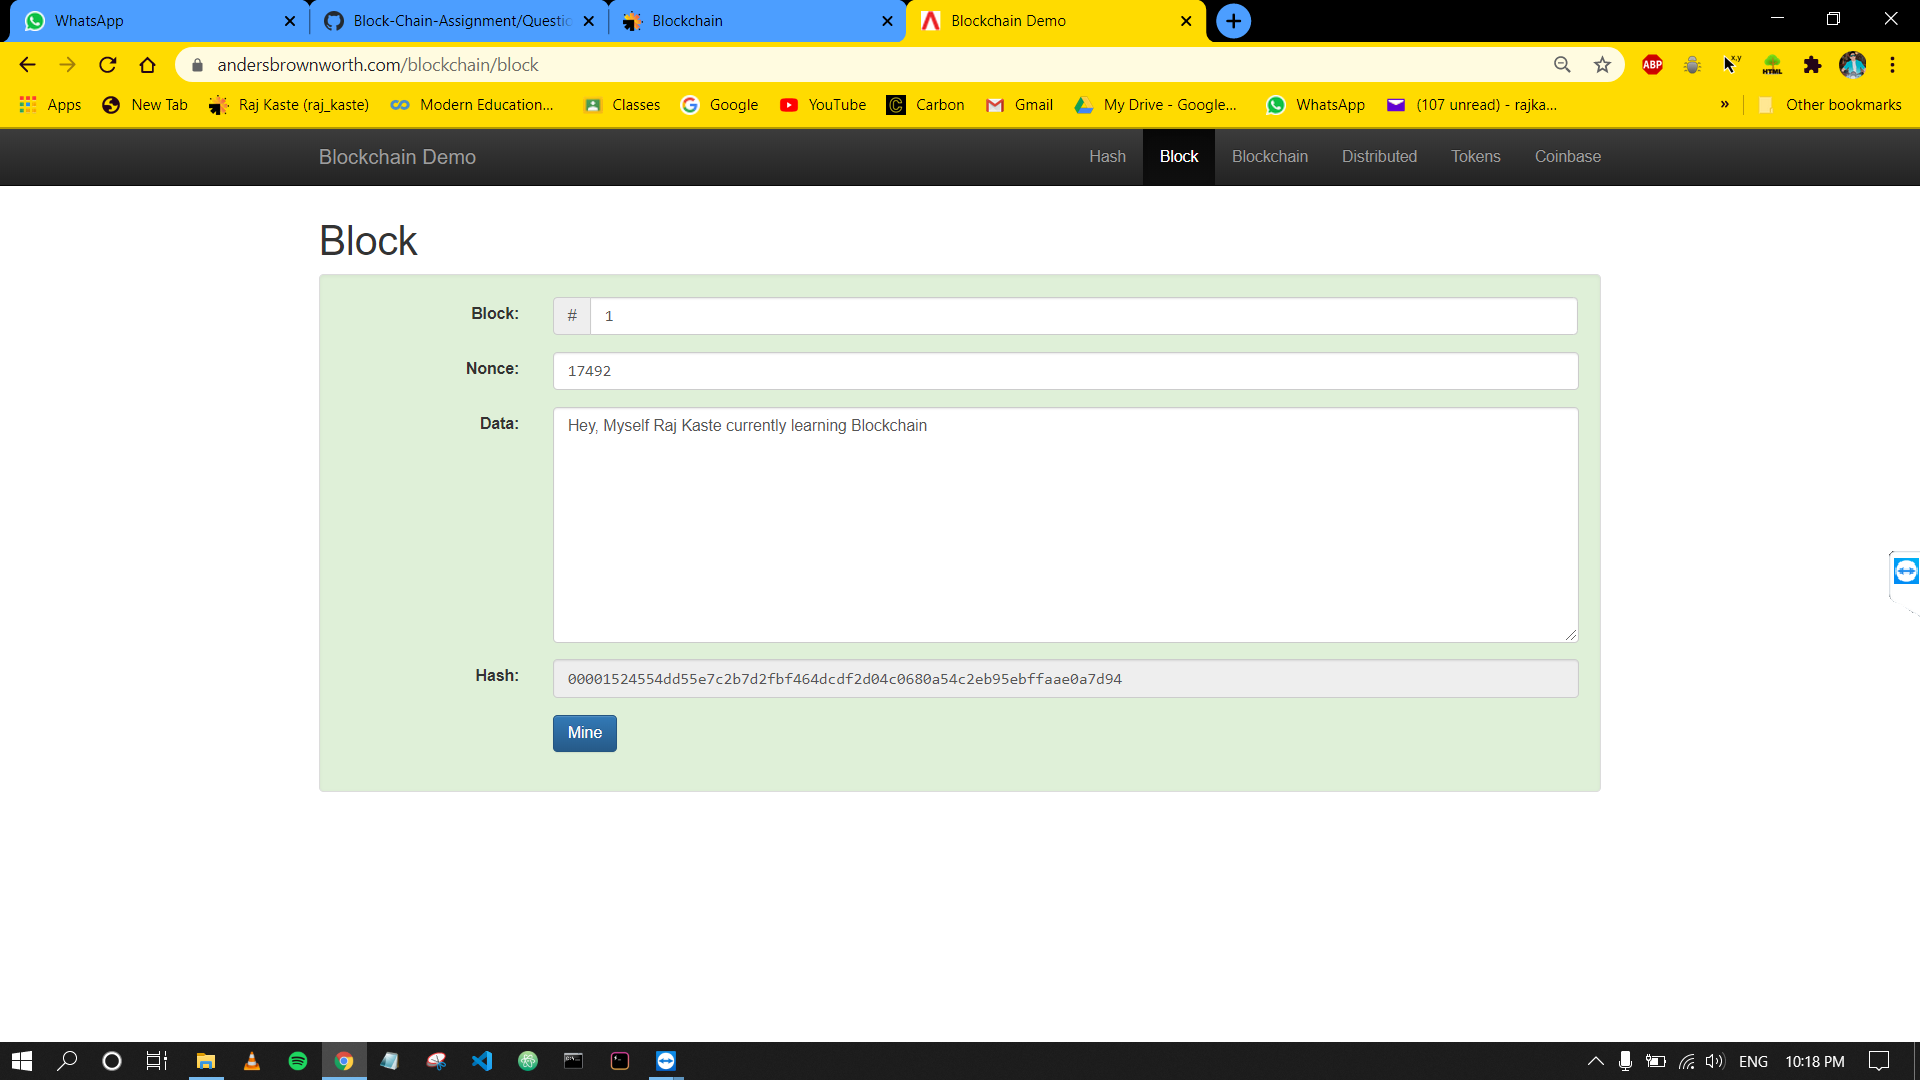 WhatsApp
Block-Chain-Assignment/Questio
Blockchain
Blockchain Demo
andersbrownworth.com/blockchain/block
ABP
x,y
HTML
Apps
New Tab
Raj Kaste (raj_kaste)
Modern Education...
Classes
Google
YouTube
Carbon
Gmail
My Drive - Google...
WhatsApp
(107 unread) - rajka...
»
Other bookmarks
Blockchain Demo
Hash
Block
Blockchain
Distributed
Tokens
Coinbase
Block
Block: # 1
Nonce: 17492
Data: Hey, Myself Raj Kaste currently learning Blockchain
Hash: 00001524554dd55e7c2b7d2fbf464dcdf2d04c0680a54c2eb95ebffaae0a7d94
Mine
ENG
10:18 PM